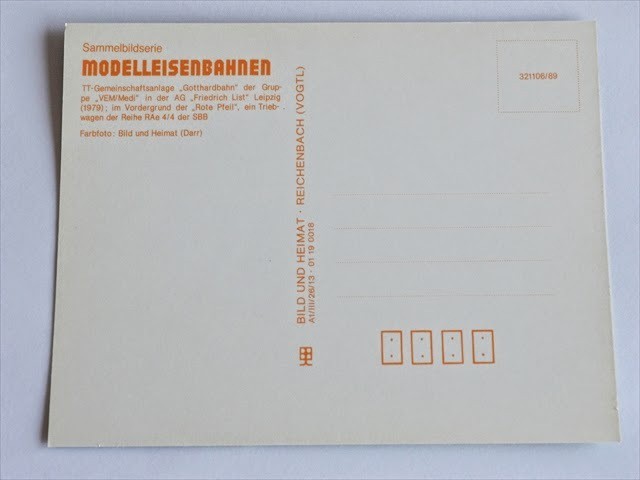 Sammelbildserie
MODELLEISENBAHNEN
TT-Gemeinschaftsanlage „Gotthardbahn" der Grup-
pe „VEM/Medi" in der AG „Friedrich List" Leipzig
(1979); im Vordergrund der „Rote Pfeil", ein Trieb-
wagen der Reihe RAe 4/4 der SBB
Farbfoto: Bild und Heimat (Darr)
BILD UND HEIMAT · REICHENBACH (VOGTL)
A1/III/26/13 · 01 19 0018
321106/89